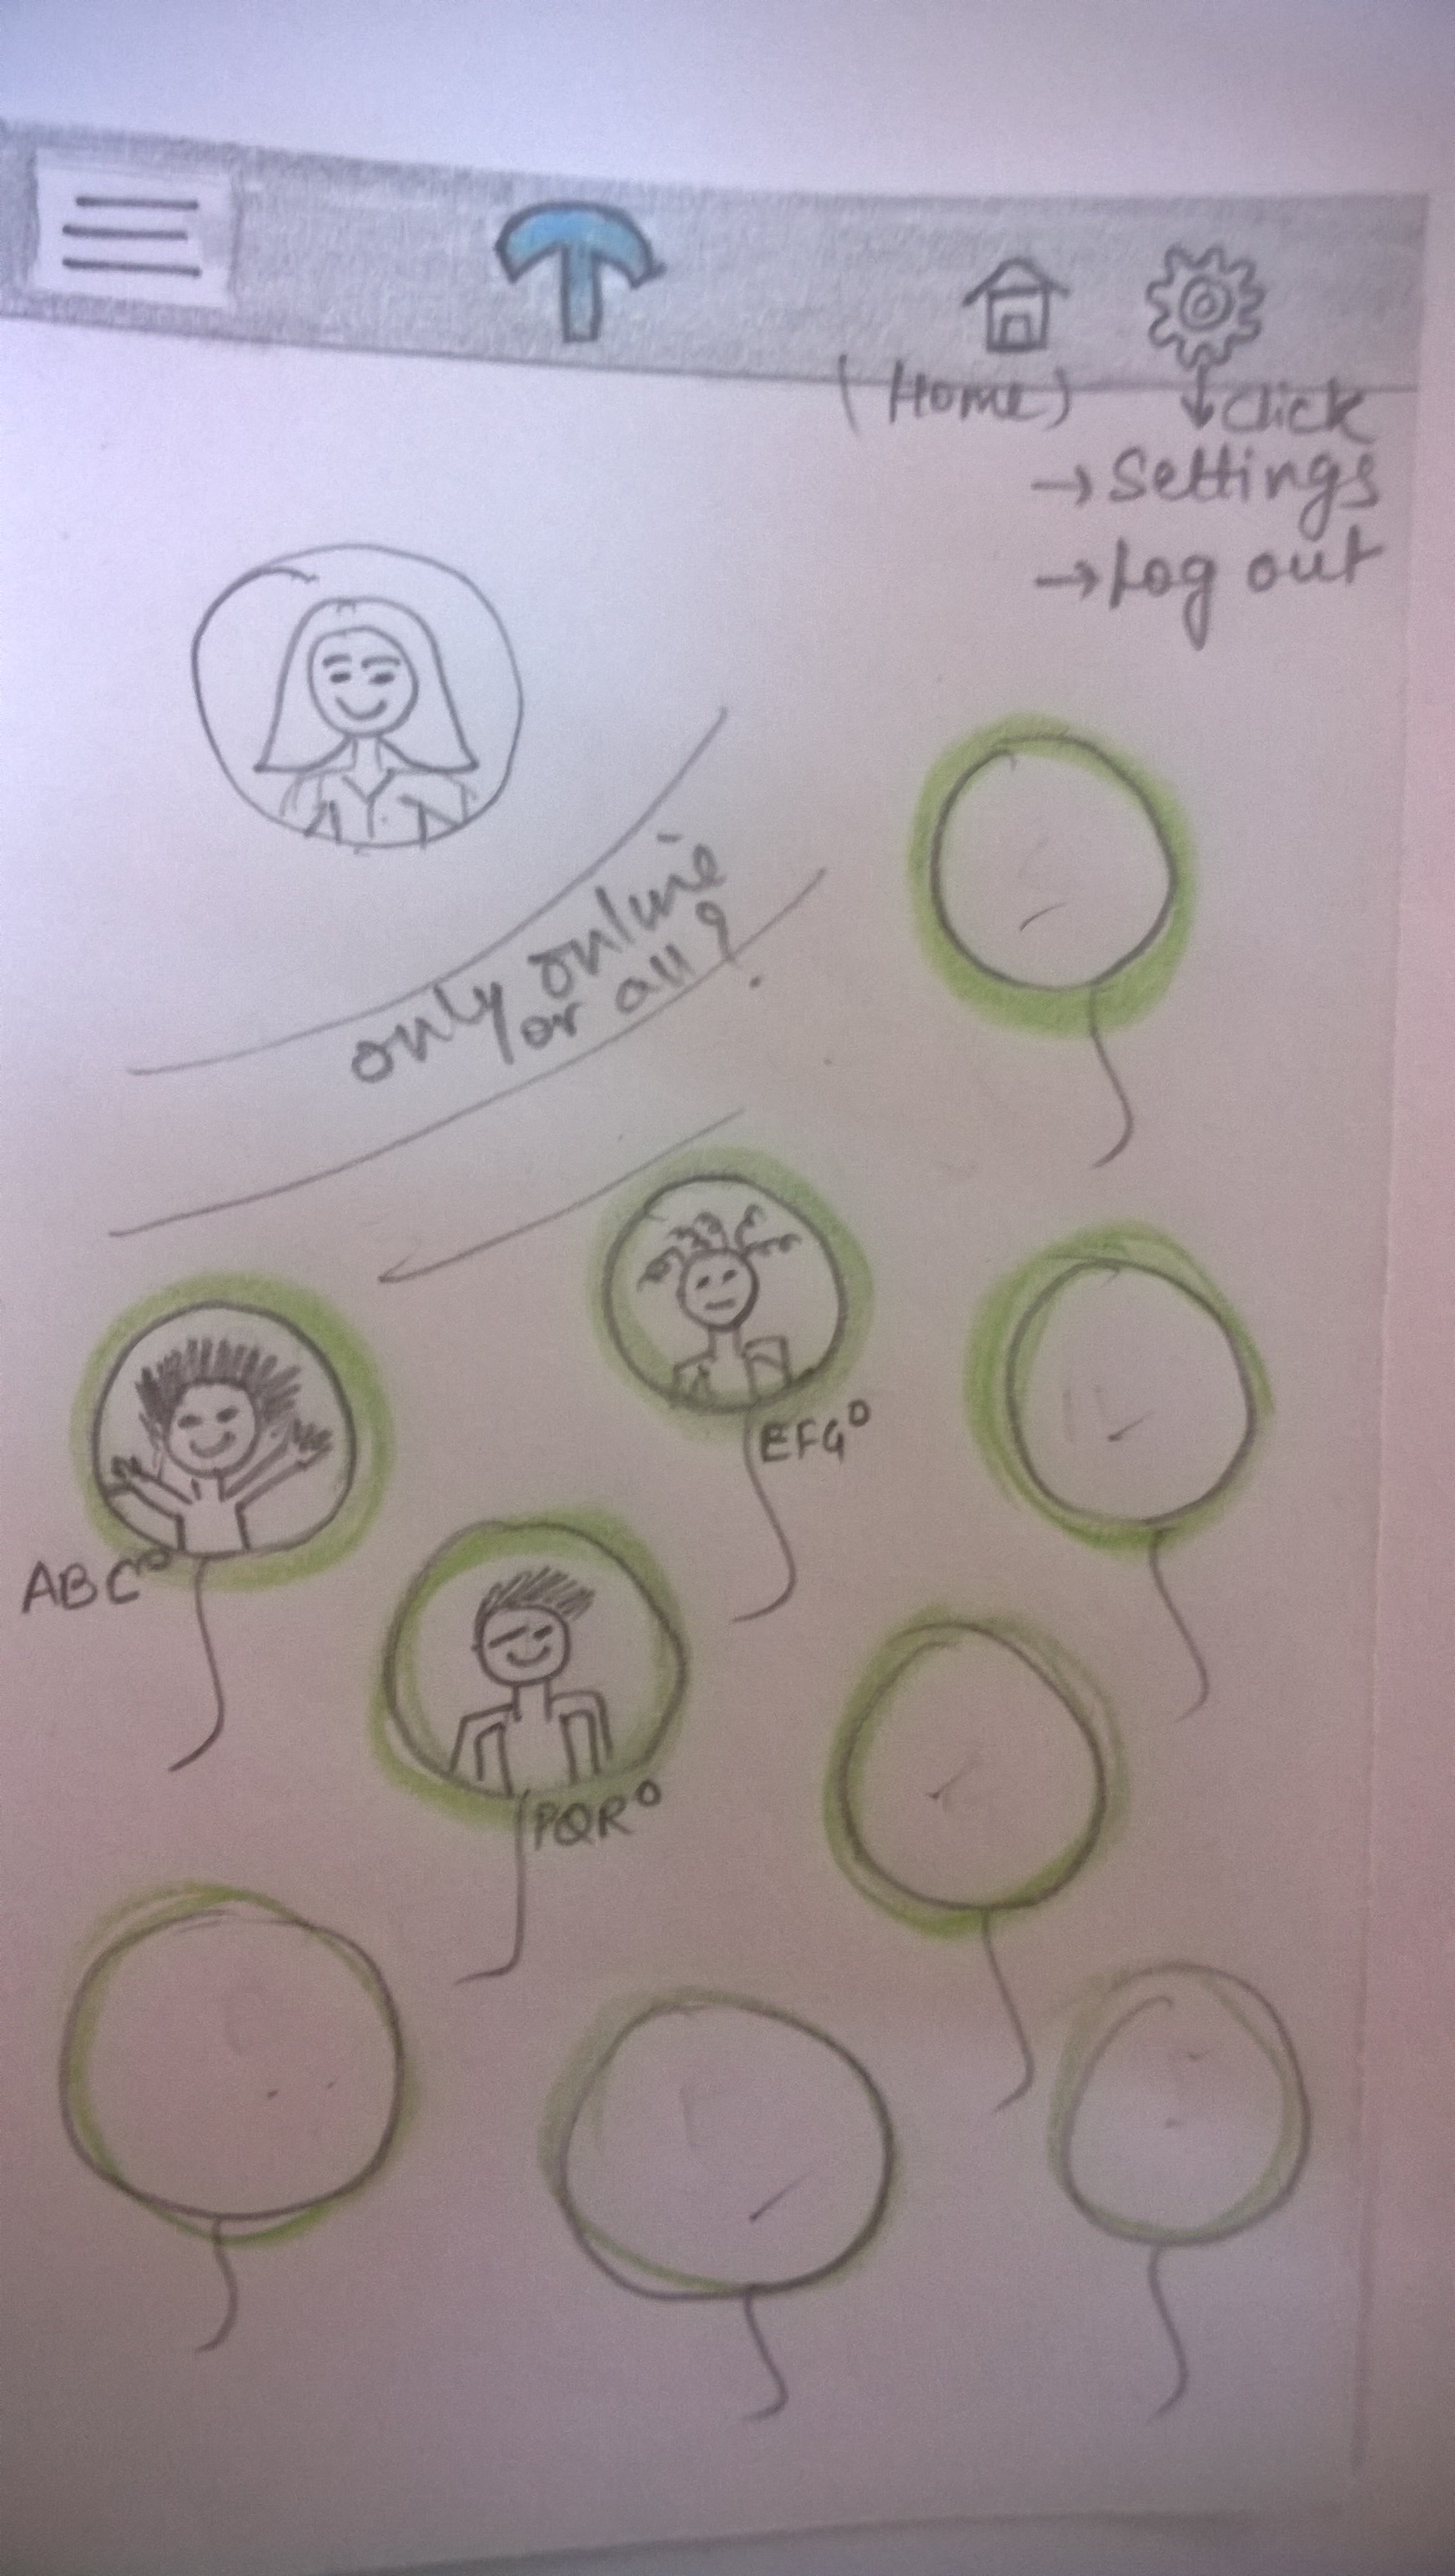 (Home)
click
→ Settings
→ Log out
only online
or all?
EFG°
ABC°
PQR°